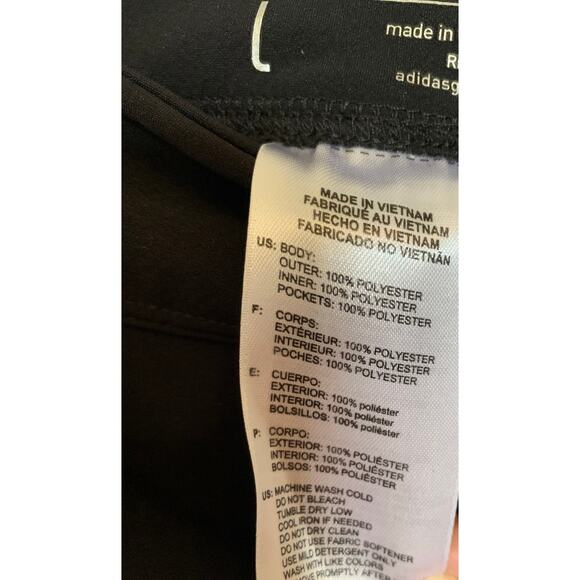 made in
adidasg
MADE IN VIETNAM
FABRIQUÉ AU VIETNAM
HECHO EN VIETNAM
FABRICADO NO VIETNÃN
US: BODY:
OUTER: 100% POLYESTER
INNER: 100% POLYESTER
POCKETS: 100% POLYESTER
F: CORPS:
EXTÉRIEUR: 100% POLYESTER
INTERIEUR: 100% POLYESTER
POCHES: 100% POLYESTER
E: CUERPO:
EXTERIOR: 100% poliéster
INTERIOR: 100% poliéster
BOLSILLOS: 100% poliéster
P: CORPO:
EXTERIOR: 100% POLIÉSTER
INTERIOR: 100% POLIÉSTER
BOLSOS: 100% POLIÉSTER
US: MACHINE WASH COLD
DO NOT BLEACH
TUMBLE DRY LOW
COOL IRON IF NEEDED
DO NOT DRY CLEAN
DO NOT USE FABRIC SOFTENER
USE MILD DETERGENT ONLY
WASH WITH LIKE COLORS
PROMPTLY AFTER